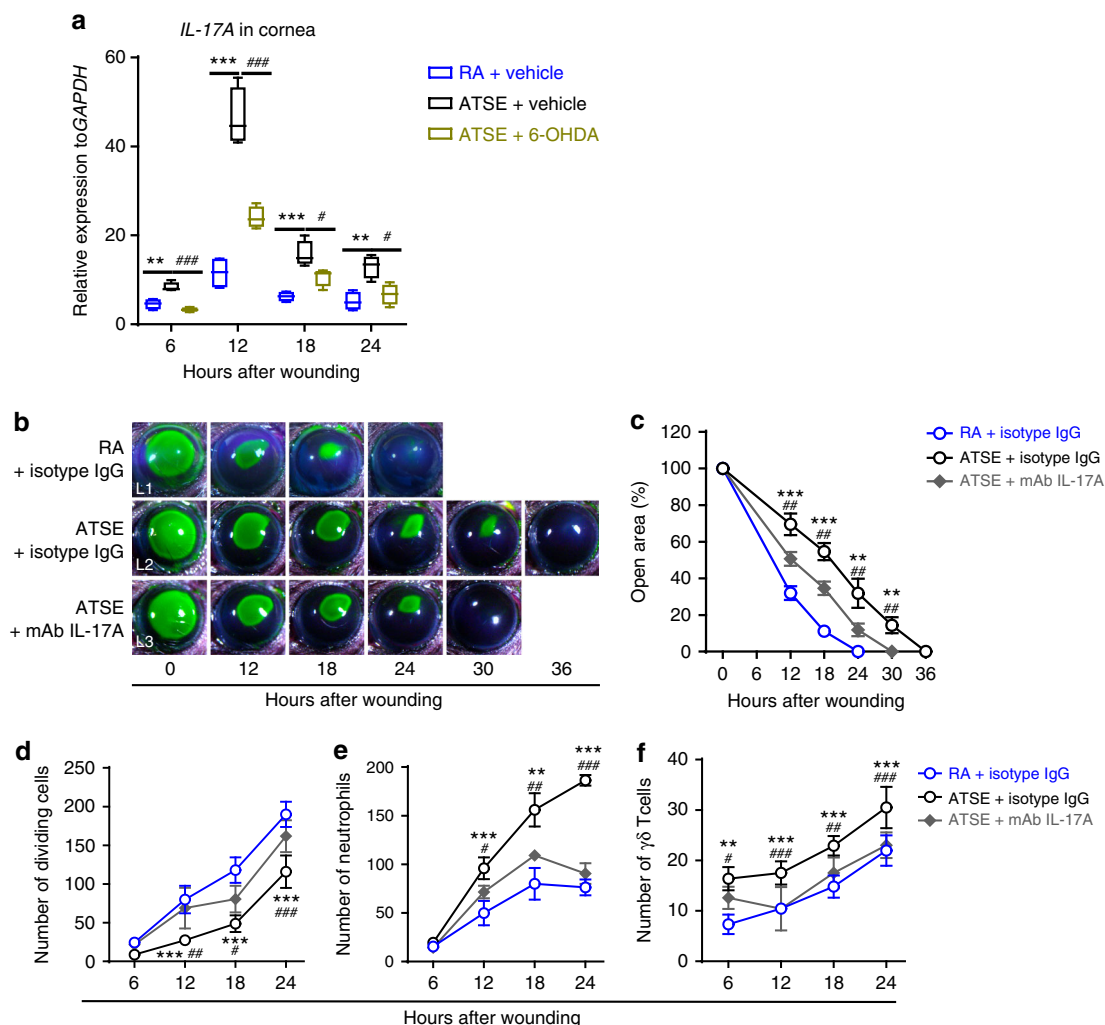 a
IL-17A in cornea
Relative expression toGAPDH
60
40
20
0
*** ###
** ###
*** #
** #
6 12 18 24
Hours after wounding
RA + vehicle
ATSE + vehicle
ATSE + 6-OHDA
b
RA
+ isotype IgG
L1
ATSE
+ isotype IgG
L2
ATSE
+ mAb IL-17A
L3
0 12 18 24 30 36
Hours after wounding
c
Open area (%)
120
100
80
60
40
20
0
***
##
***
##
**
##
**
##
0 6 12 18 24 30 36
Hours after wounding
RA + isotype IgG
ATSE + isotype IgG
ATSE + mAb IL-17A
d
Number of dividing cells
250
200
150
100
50
0
*** ##
***
#
***
###
6 12 18 24
e
Number of neutrophils
200
150
100
50
0
***
#
**
##
***
###
6 12 18 24
f
Number of γδ Tcells
40
30
20
10
0
**
#
***
###
***
##
***
###
6 12 18 24
RA + isotype IgG
ATSE + isotype IgG
ATSE + mAb IL-17A
Hours after wounding